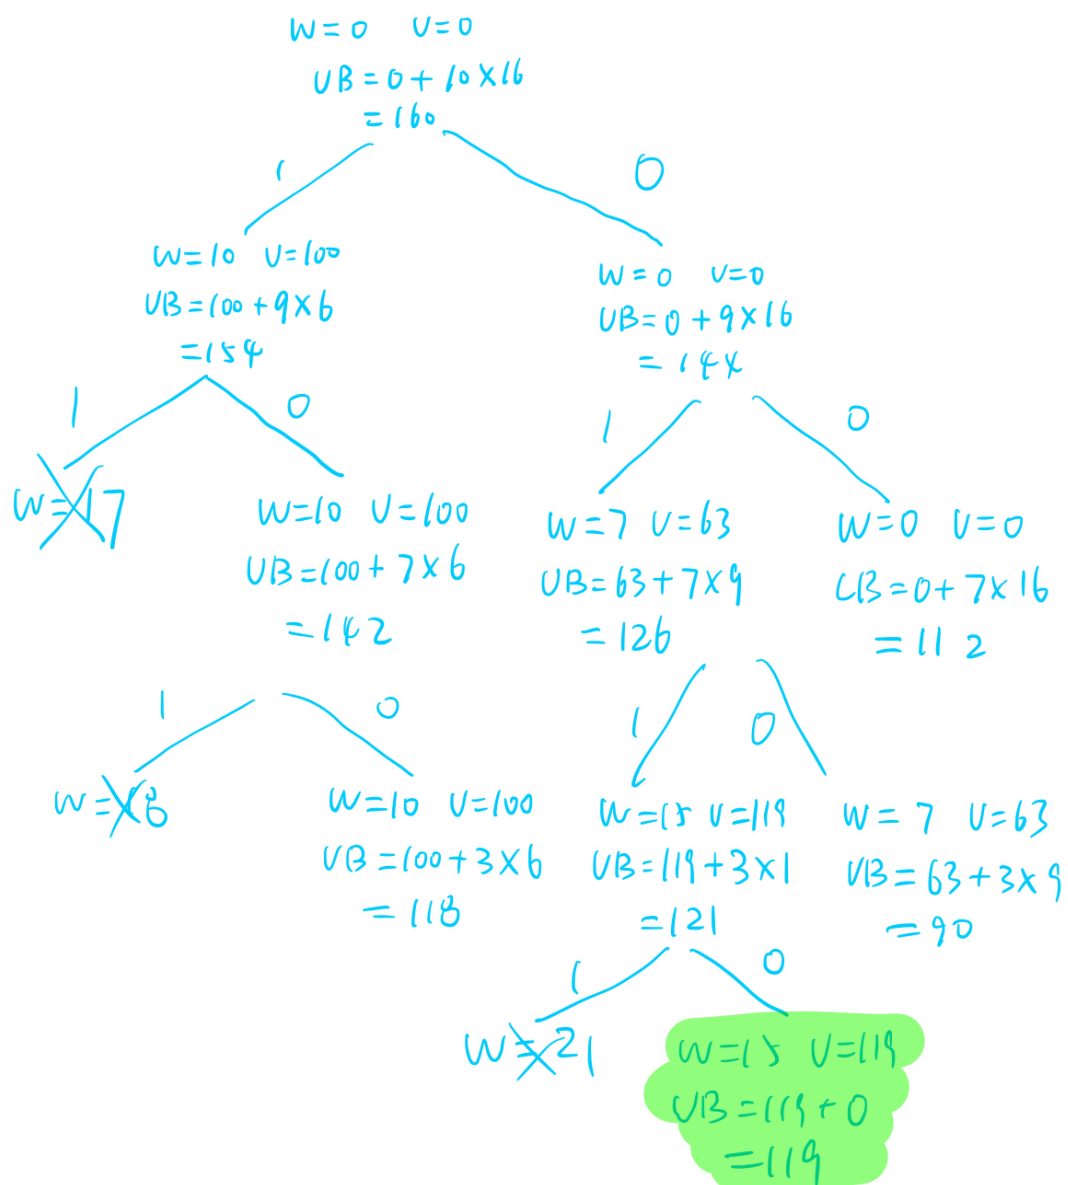 W=0 V=0
UB=0+10×16
=160
1 0
W=10 V=100
UB=100+9×6
=154
W=0 V=0
UB=0+9×16
=144
1 0 1 0
W=17
W=10 V=100
UB=100+7×6
=142
W=7 V=63
UB=63+7×9
=126
W=0 V=0
UB=0+7×16
=112
1 0 1 0
W=18
W=10 V=100
UB=100+3×6
=118
W=15 V=119
UB=119+3×1
=121
W=7 V=63
UB=63+3×9
=90
1 0
W=21
W=15 V=119
UB=119+0
=119